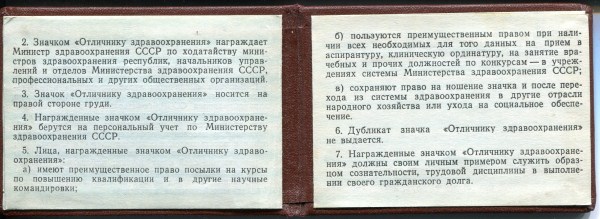 2. Значком «Отличнику здравоохранения» награждает
Министр здравоохранения СССР по ходатайству мини-
стров здравоохранения республик, начальников управ-
лений и отделов Министерства здравоохранения СССР,
профессиональных и других общественных организаций.
3. Значок «Отличнику здравоохранения» носится на
правой стороне груди.
4. Награжденные значком «Отличнику здравоохране-
ния» берутся на персональный учет по Министерству
здравоохранения СССР.
5. Лица, награжденные значком «Отличнику здраво-
охранения»:
а) имеют преимущественное право посылки на курсы
по повышению квалификации и в другие научные
командировки;
б) пользуются преимущественным правом при нали-
чии всех необходимых для того данных на прием в
аспирантуру, клиническую ординатуру, на занятие вра-
чебных и прочих должностей по конкурсам — в учреж-
дениях системы Министерства здравоохранения СССР;
в) сохраняют право на ношение значка и после пере-
хода из системы здравоохранения в другие отрасли
народного хозяйства или ухода на социальное обеспе-
чение.
6. Дубликат значка «Отличнику здравоохранения»
не выдается.
7. Награжденные значком «Отличнику здравоохране-
ния» должны своим личным примером служить образ-
цом сознательности, трудовой дисциплины в выполне-
нии своего гражданского долга.